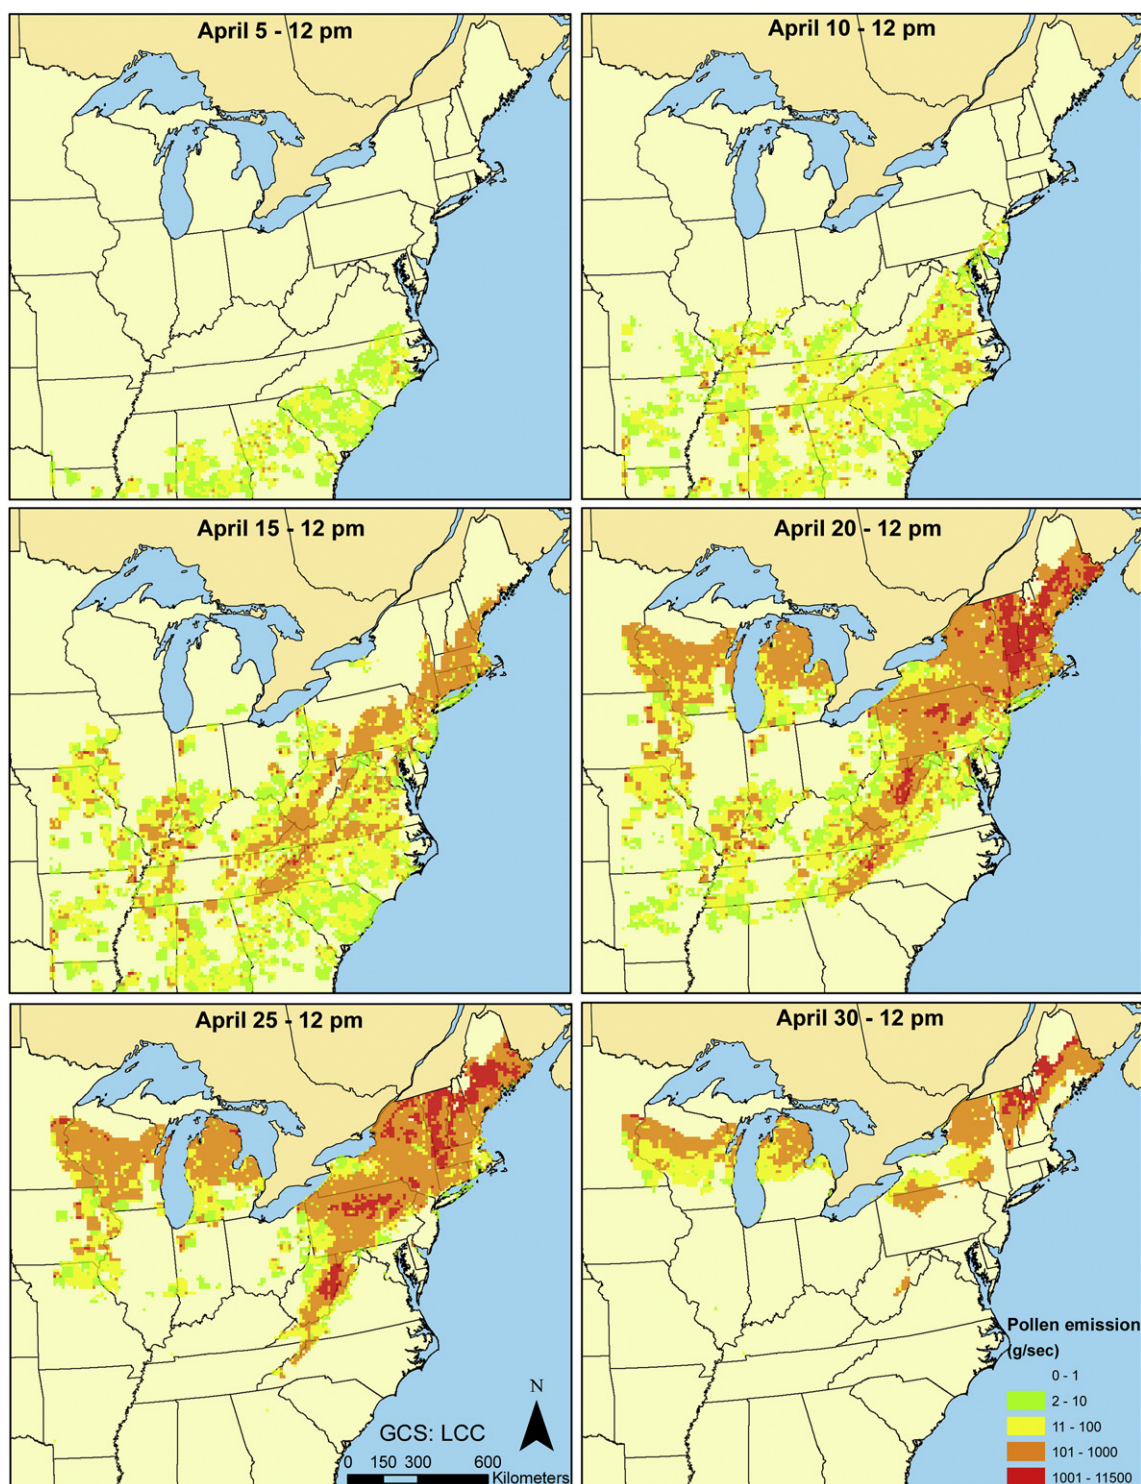 April 5 - 12 pm
April 10 - 12 pm
April 15 - 12 pm
April 20 - 12 pm
April 25 - 12 pm
April 30 - 12 pm
N
GCS: LCC
0 150 300 600
Kilometers
Pollen emission
(g/sec)
0 - 1
2 - 10
11 - 100
101 - 1000
1001 - 11500